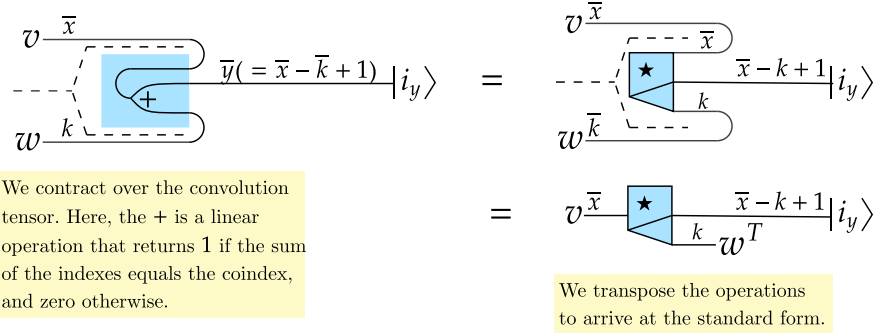 v x̅ y̅(= x̅ − k̅ + 1) |i_y⟩
+
w k
= v x̅ x̅ ★ x̅ − k + 1 |i_y⟩
k
w k̅
= v x̅ ★ x̅ − k + 1 |i_y⟩
k w^T
We contract over the convolution
tensor. Here, the + is a linear
operation that returns 1 if the sum
of the indexes equals the coindex,
and zero otherwise.
We transpose the operations
to arrive at the standard form.